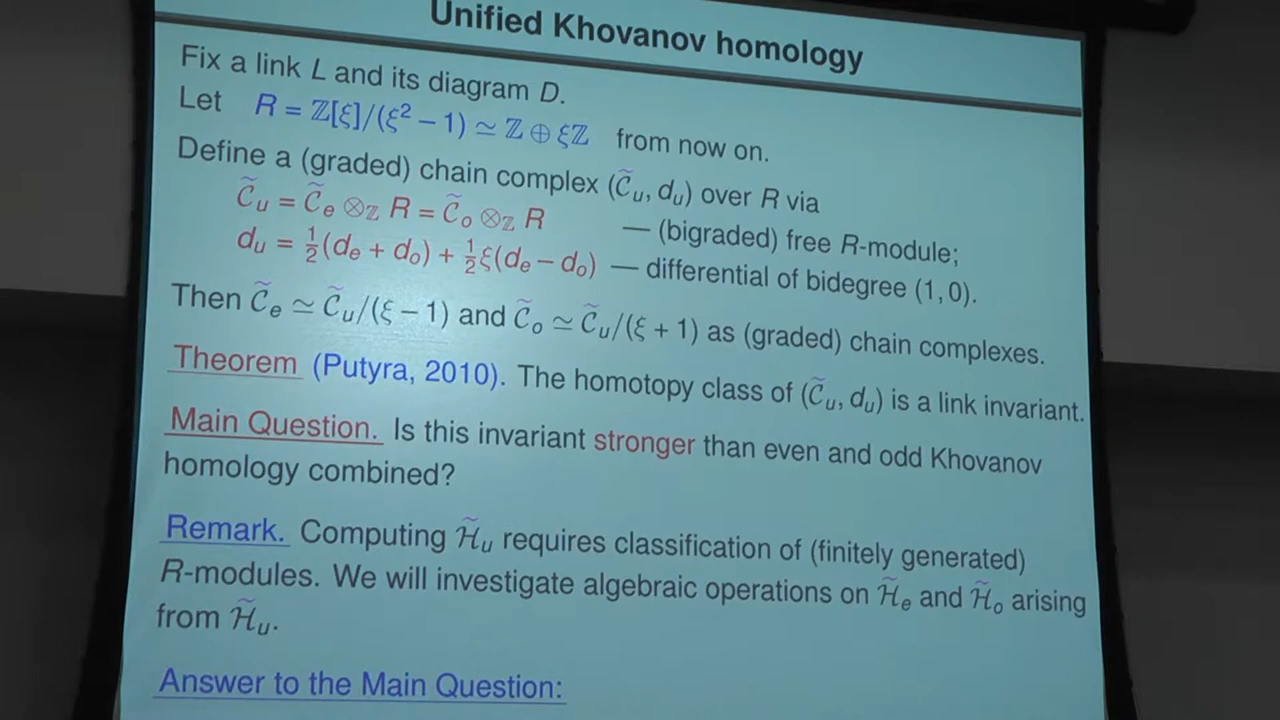 Unified Khovanov homology
Fix a link L and its diagram D.
Let R = ℤ[ξ]/(ξ² − 1) ≃ ℤ ⊕ ξℤ from now on.
Define a (graded) chain complex (C̃ᵤ, dᵤ) over R via
C̃ᵤ = C̃ₑ ⊗_ℤ R = C̃ₒ ⊗_ℤ R — (bigraded) free R-module;
dᵤ = ½(dₑ + dₒ) + ½ξ(dₑ − dₒ) — differential of bidegree (1, 0).
Then C̃ₑ ≃ C̃ᵤ/(ξ − 1) and C̃ₒ ≃ C̃ᵤ/(ξ + 1) as (graded) chain complexes.
Theorem (Putyra, 2010). The homotopy class of (C̃ᵤ, dᵤ) is a link invariant.
Main Question. Is this invariant stronger than even and odd Khovanov
homology combined?
Remark. Computing H̃ᵤ requires classification of (finitely generated)
R-modules. We will investigate algebraic operations on H̃ₑ and H̃ₒ arising
from H̃ᵤ.
Answer to the Main Question: